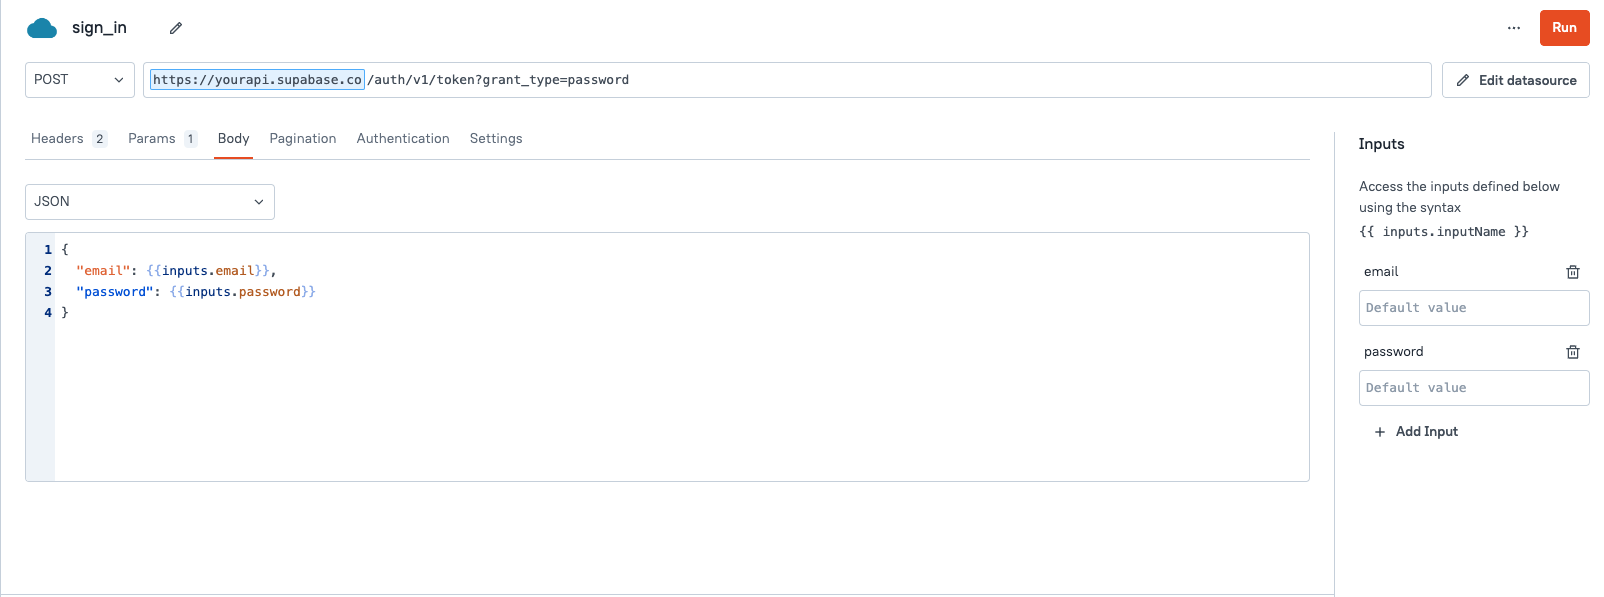 sign_in
Run
POST
https://yourapi.supabase.co/auth/v1/token?grant_type=password
Edit datasource
Headers 2 Params 1 Body Pagination Authentication Settings
JSON
1 {
2 "email": {{inputs.email}},
3 "password": {{inputs.password}}
4 }
Inputs
Access the inputs defined below
using the syntax
{{ inputs.inputName }}
email
Default value
password
Default value
+ Add Input